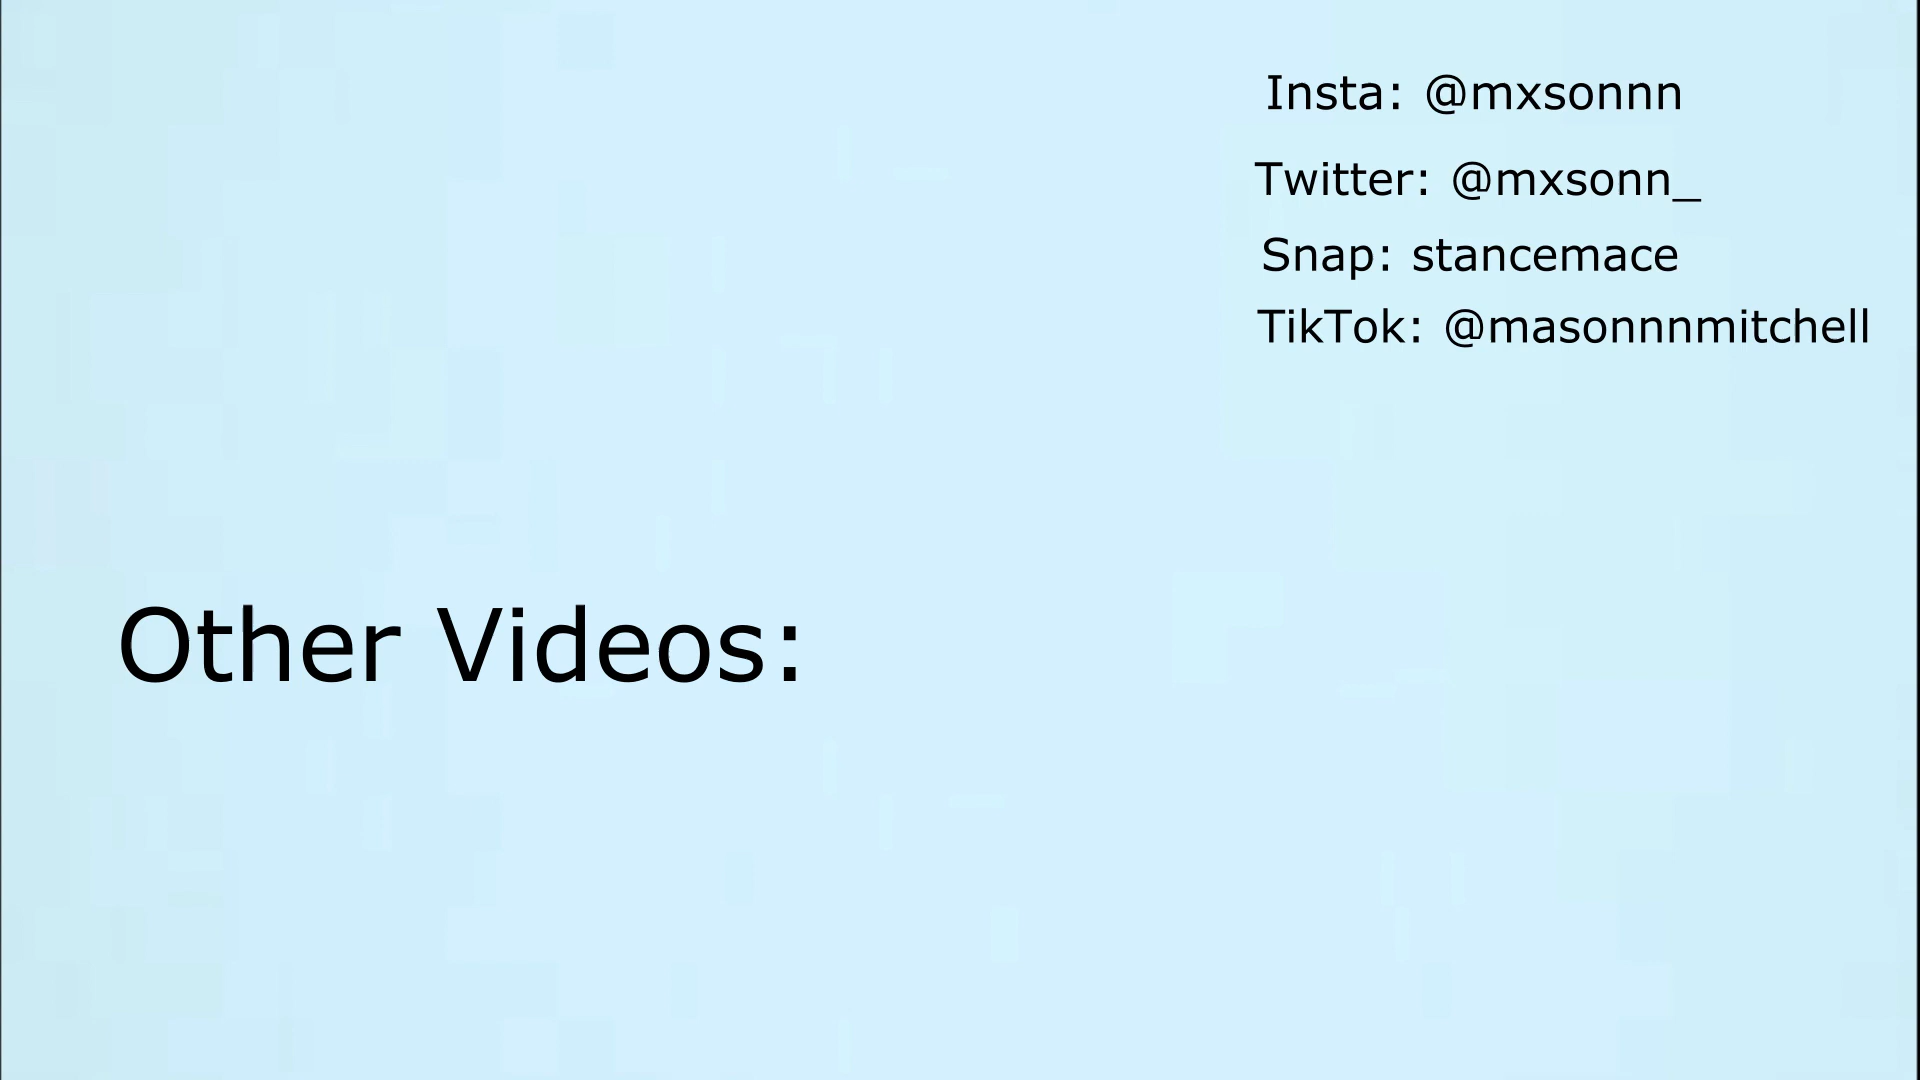 Insta: @mxsonnn
Twitter: @mxsonn_
Snap: stancemace
TikTok: @masonnnmitchell
Other Videos: